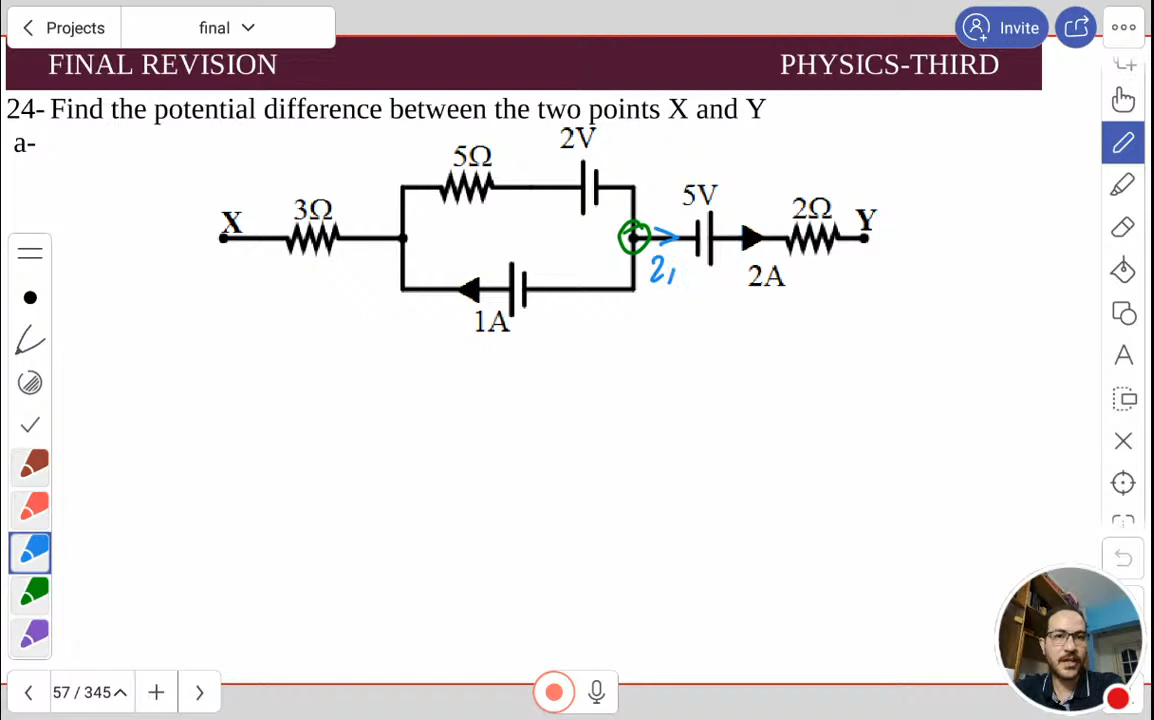 Projects
final
Invite
FINAL REVISION
PHYSICS-THIRD
24- Find the potential difference between the two points X and Y
a-
2V
5Ω
5V
X
3Ω
2Ω
Y
2
2A
1A
A
57 / 345